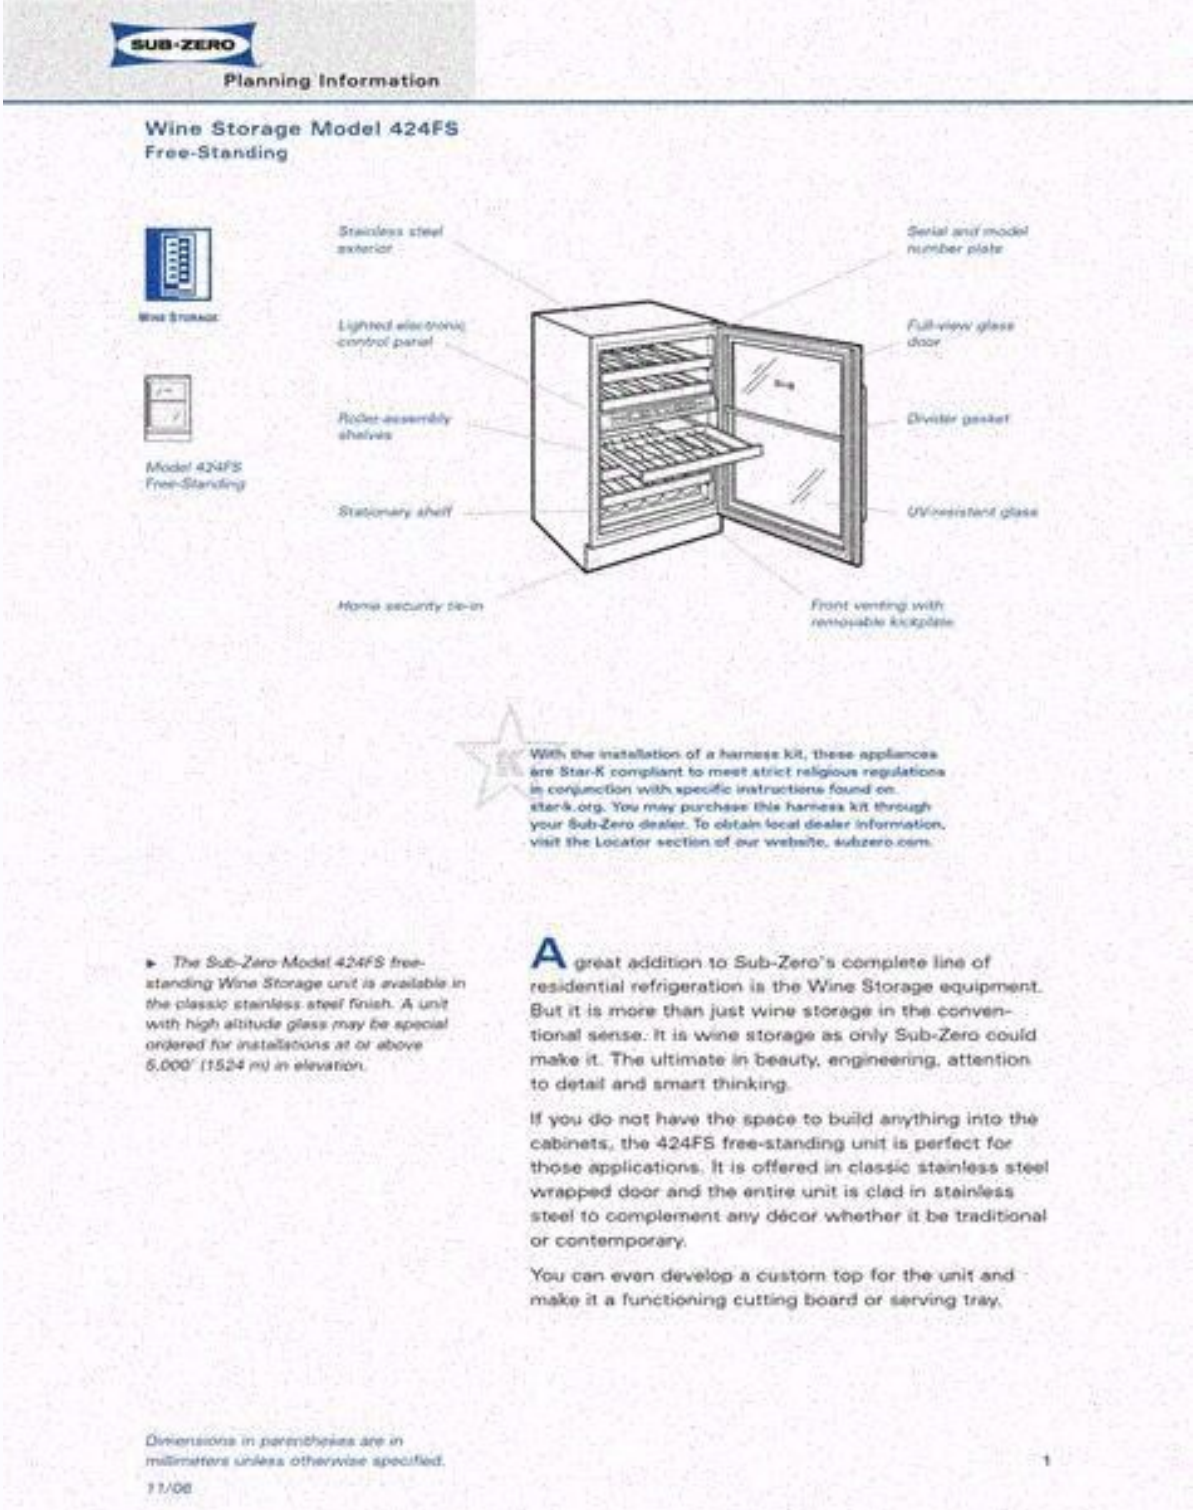 SUB-ZERO
Planning Information
Wine Storage Model 424FS
Free-Standing
WINE STORAGE
Model 424FS
Free-Standing
Stainless steel
exterior
Lighted electronic
control panel
Roller-assembly
shelves
Stationary shelf
Home security tie-in
Serial and model
number plate
Full-view glass
door
Divider gasket
UV-resistant glass
Front venting with
removable kickplate
K
With the installation of a harness kit, these appliances
are Star-K compliant to meet strict religious regulations
in conjunction with specific instructions found on
star-k.org. You may purchase this harness kit through
your Sub-Zero dealer. To obtain local dealer information,
visit the Locator section of our website, subzero.com.
► The Sub-Zero Model 424FS free-
standing Wine Storage unit is available in
the classic stainless steel finish. A unit
with high altitude glass may be special
ordered for installations at or above
5,000' (1524 m) in elevation.
A great addition to Sub-Zero's complete line of
residential refrigeration is the Wine Storage equipment.
But it is more than just wine storage in the conven-
tional sense. It is wine storage as only Sub-Zero could
make it. The ultimate in beauty, engineering, attention
to detail and smart thinking.
If you do not have the space to build anything into the
cabinets, the 424FS free-standing unit is perfect for
those applications. It is offered in classic stainless steel
wrapped door and the entire unit is clad in stainless
steel to complement any décor whether it be traditional
or contemporary.
You can even develop a custom top for the unit and
make it a functioning cutting board or serving tray.
Dimensions in parentheses are in
millimeters unless otherwise specified.
11/06
1